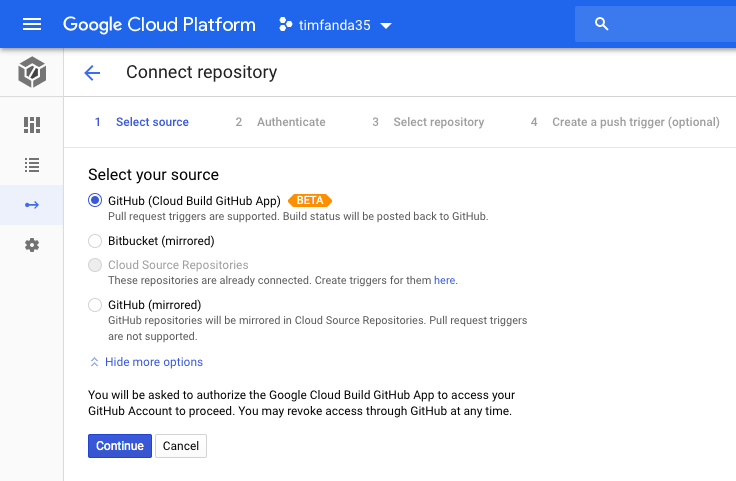 Google Cloud Platform timfanda35
Connect repository
1 Select source 2 Authenticate 3 Select repository 4 Create a push trigger (optional)
Select your source
GitHub (Cloud Build GitHub App) BETA
Pull request triggers are supported. Build status will be posted back to GitHub.
Bitbucket (mirrored)
Cloud Source Repositories
These repositories are already connected. Create triggers for them here.
GitHub (mirrored)
GitHub repositories will be mirrored in Cloud Source Repositories. Pull request triggers
are not supported.
Hide more options
You will be asked to authorize the Google Cloud Build GitHub App to access your
GitHub Account to proceed. You may revoke access through GitHub at any time.
Continue Cancel